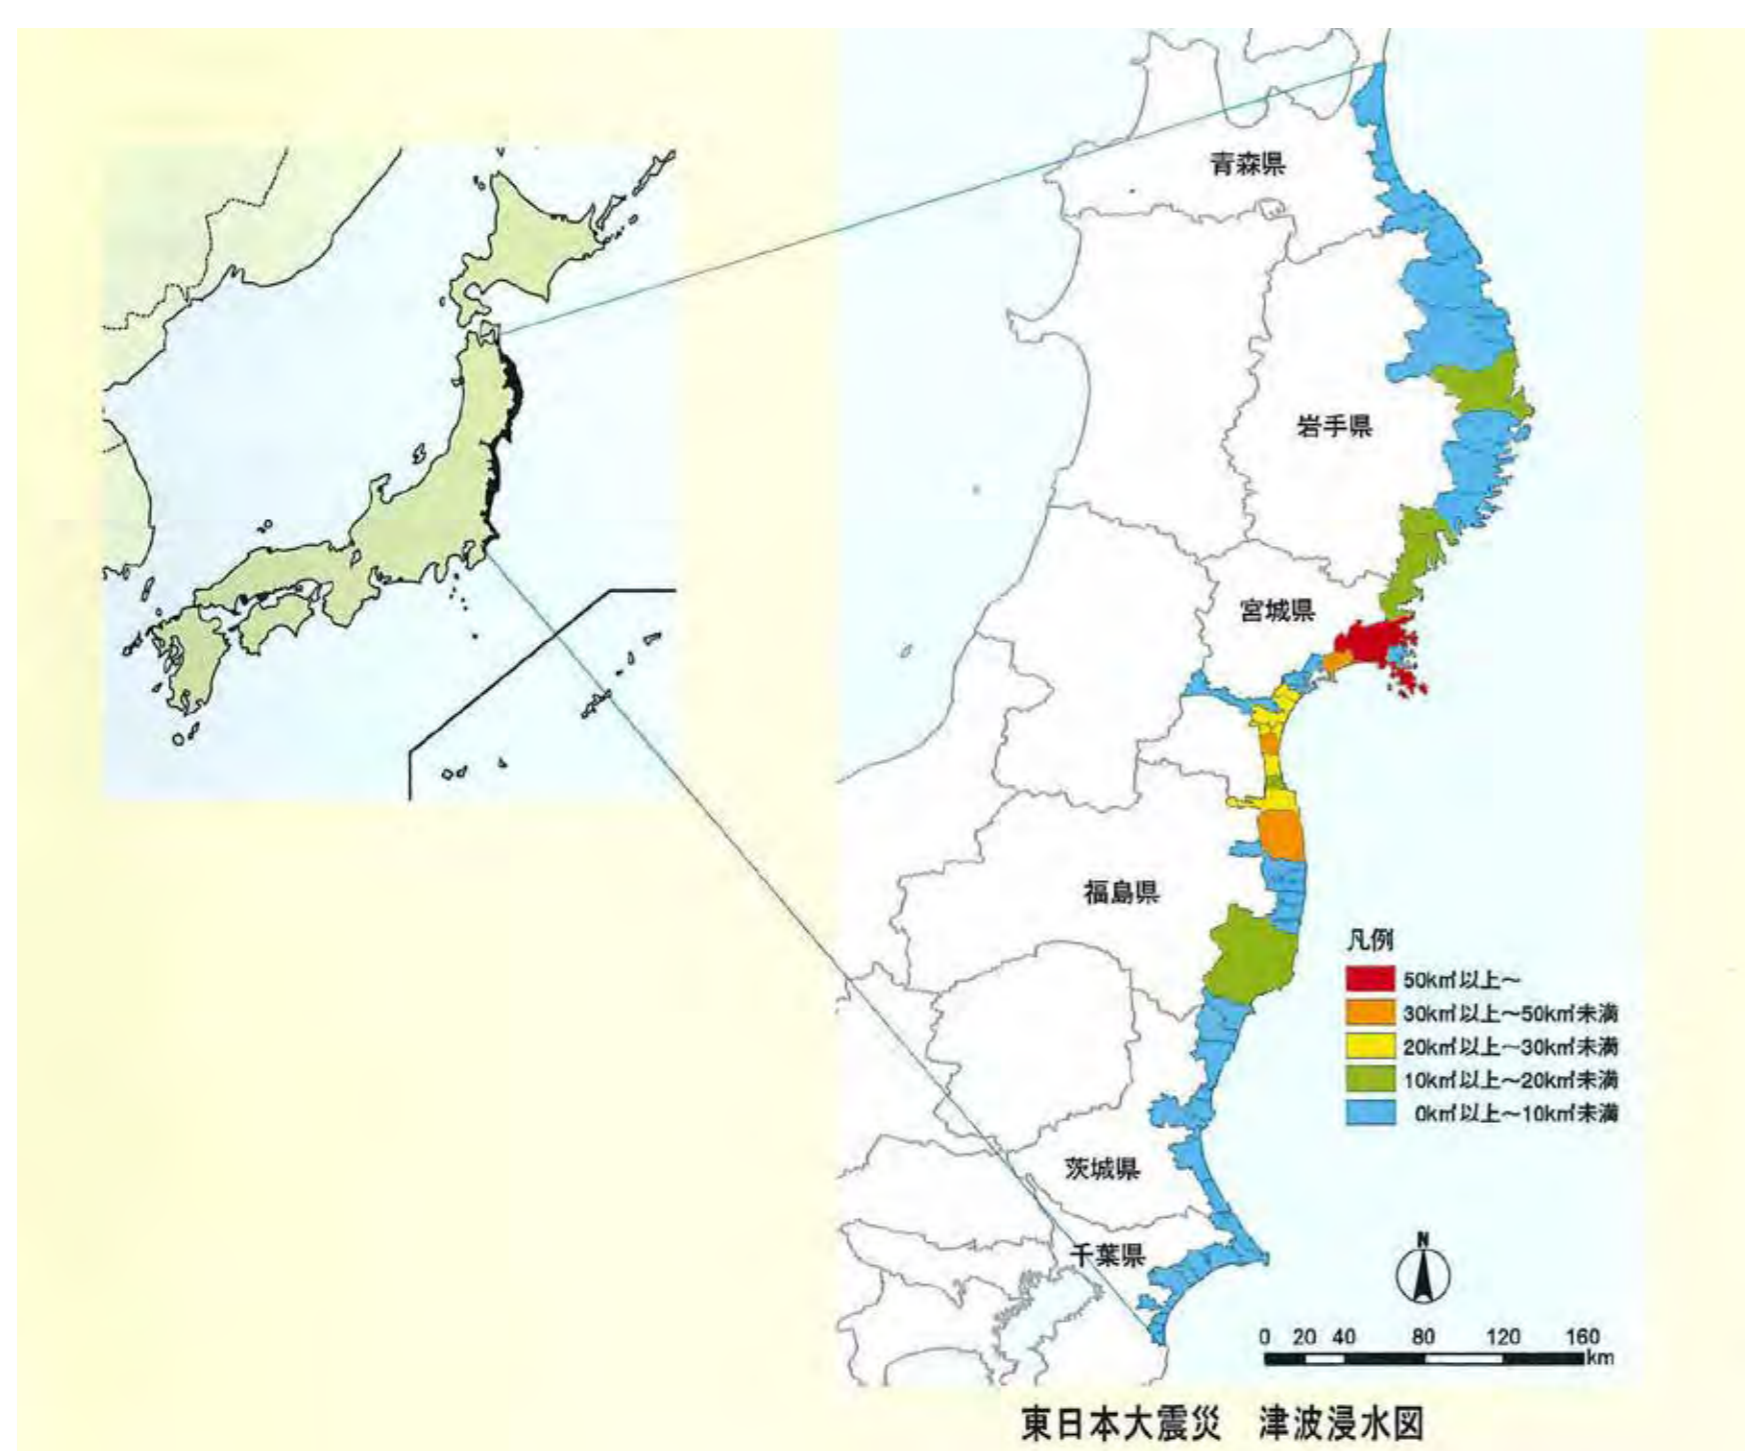 青森県
岩手県
宮城県
福島県
茨城県
千葉県
凡例
50k㎡以上～
30k㎡以上～50k㎡未満
20k㎡以上～30k㎡未満
10k㎡以上～20k㎡未満
0k㎡以上～10k㎡未満
N
0 20 40 80 120 160
km
東日本大震災 津波浸水図